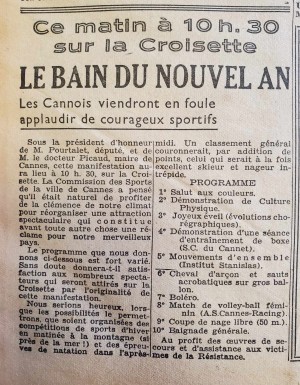 Ce matin à 10 h. 30
sur la Croisette
LE BAIN DU NOUVEL AN
Les Cannois viendront en foule
applaudir de courageux sportifs
Sous la président d'honneur
de M. Pourtalet, député, et de
M. le docteur Picaud, maire de
Cannes, cette manifestation au-
ra lieu à 10 h. 30, sur la Croi-
sette. La Commission des Sports
de la ville de Cannes a pensé
qu'il était naturel de profiter
de la clémence de notre climat
pour réorganiser une attraction
spectaculaire qui constitue
avant toute autre chose une ré-
clame pour notre merveilleux
pays.
Le programme que nous don-
nons ci-dessous est fort varié.
Sans doute donnera-t-il satis-
faction aux nombreux specta-
teurs qui seront attirés sur la
Croisette par l'originalité de
cette manifestation.
Nous serions heureux, lors-
que les possibilité le permet-
trons, que soient organisées des
compétitions de sports d'hiver
en matinée à la montagne (si
près de la mer !) et des épreu-
ves de natation dans l'après-
midi. Un classement général
couronnerait, par addition de
points, celui qui serait à la fois
excellent skieur et nageur in-
trépide.
PROGRAMME
1° Salut aux couleurs.
2° Démonstration de Culture
Physique.
3° Joyeux éveil (évolutions cho-
régraphiques).
4° Démonstration d'une séance
d'entraînement de boxe
(S.C. du Cannet).
5° Mouvements d'ensemble
(Institut Stanislas).
6° Cheval d'arçon et sauts
acrobatiques sur gros bal-
lon.
7° Boléro.
8° Match de volley-ball fémi-
nin (A.S.Cannes-Racing).
9° Coupe de nage libre (50 m.)
10° Baignade générale.
Au profit des œuvres de se-
cours et d'assistance aux victi-
mes de la Résistance.